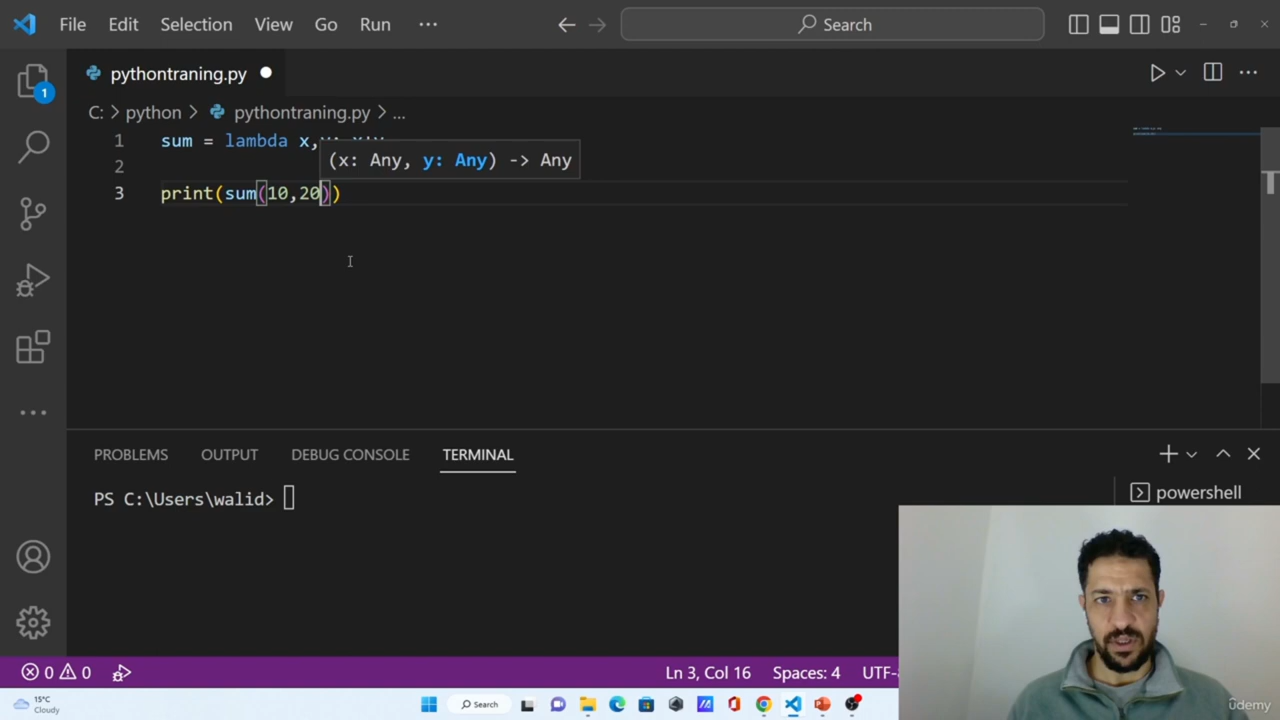 File Edit Selection View Go Run ... Search
pythontraning.py
1
C: > python > pythontraning.py > ...
1 sum = lambda x,
(x: Any, y: Any) -> Any
2
3 print(sum(10,20))
PROBLEMS OUTPUT DEBUG CONSOLE TERMINAL
PS C:\Users\walid>
powershell
0 0 Ln 3, Col 16 Spaces: 4 UTF-
15°C
Cloudy
Search
ûdemy